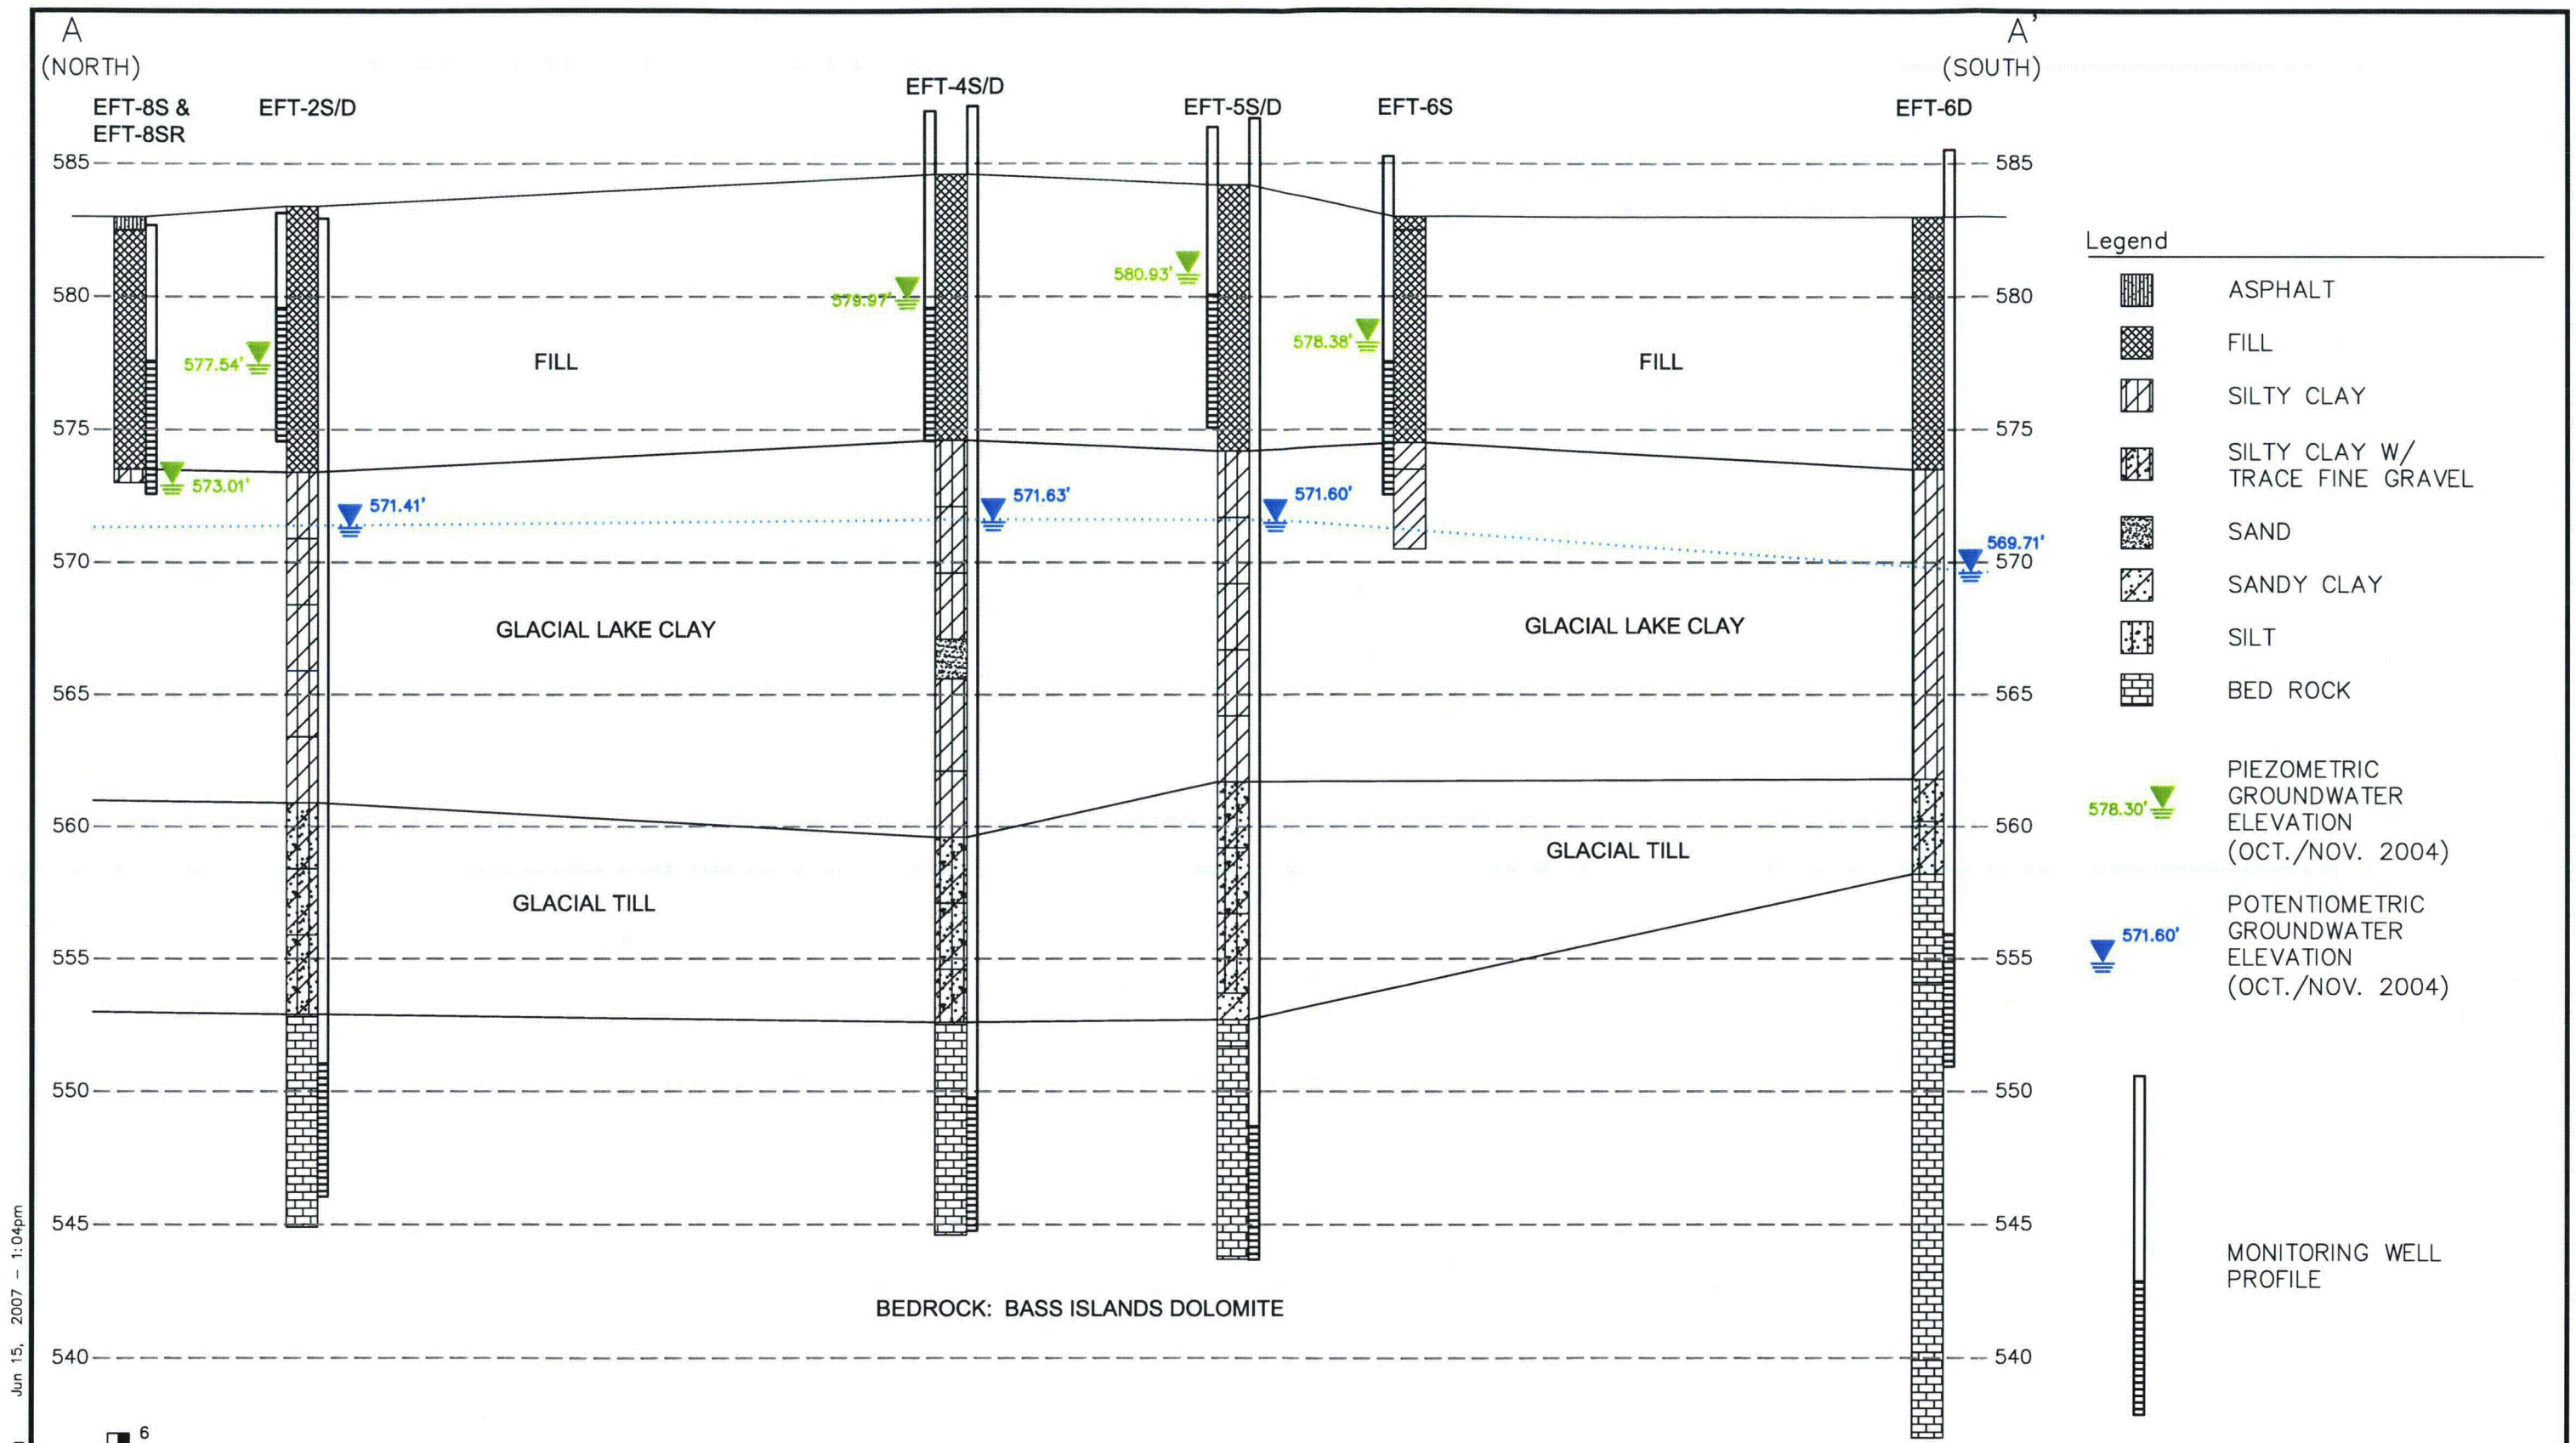 A
(NORTH)
A'
(SOUTH)
EFT-8S &
EFT-8SR
EFT-2S/D
EFT-4S/D
EFT-5S/D
EFT-6S
EFT-6D
585
585
580
580
575
575
570
570
565
565
560
560
555
555
550
550
545
545
540
540
577.54'
573.01'
571.41'
579.97'
571.63'
580.93'
571.60'
578.38'
569.71'
FILL
FILL
GLACIAL LAKE CLAY
GLACIAL LAKE CLAY
GLACIAL TILL
GLACIAL TILL
BEDROCK: BASS ISLANDS DOLOMITE
Legend
ASPHALT
FILL
SILTY CLAY
SILTY CLAY W/
TRACE FINE GRAVEL
SAND
SANDY CLAY
SILT
BED ROCK
578.30'
PIEZOMETRIC
GROUNDWATER
ELEVATION
(OCT./NOV. 2004)
571.60'
POTENTIOMETRIC
GROUNDWATER
ELEVATION
(OCT./NOV. 2004)
MONITORING WELL
PROFILE
Jun 15, 2007 - 1:04pm
6